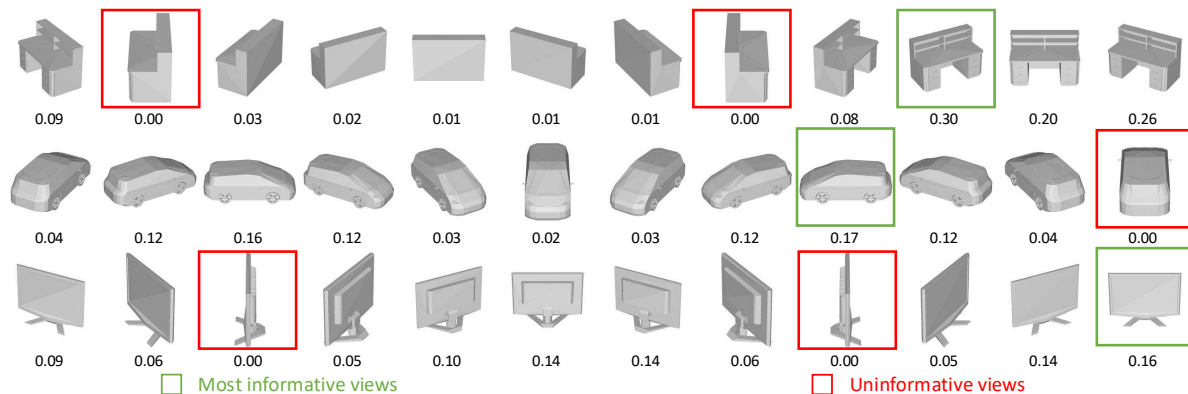 0.09 0.00 0.03 0.02 0.01 0.01 0.01 0.00 0.08 0.30 0.20 0.26
0.04 0.12 0.16 0.12 0.03 0.02 0.03 0.12 0.17 0.12 0.04 0.00
0.09 0.06 0.00 0.05 0.10 0.14 0.14 0.06 0.00 0.05 0.14 0.16
Most informative views Uninformative views